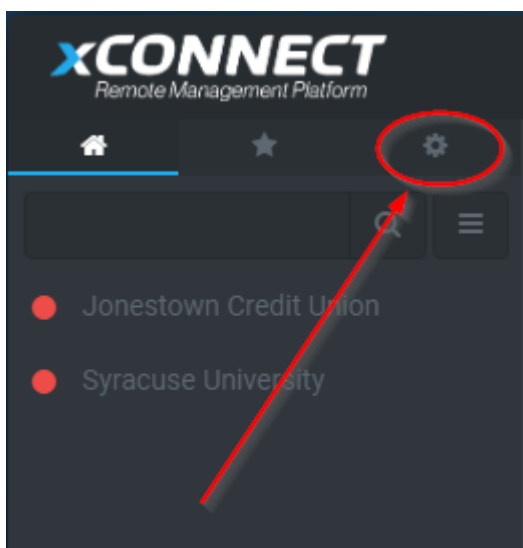 xCONNECT
Remote Management Platform
Jonestown Credit Union
Syracuse University